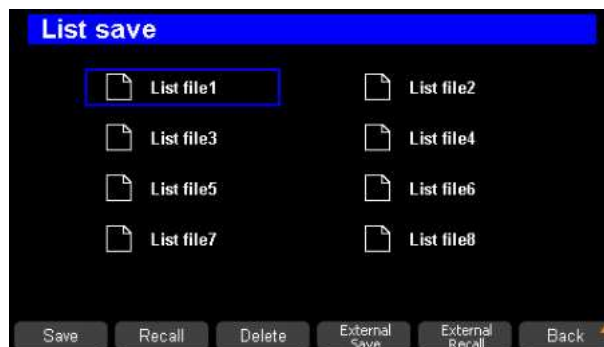 List save
List file1
List file2
List file3
List file4
List file5
List file6
List file7
List file8
Save
Recall
Delete
External
Save
External
Recall
Back